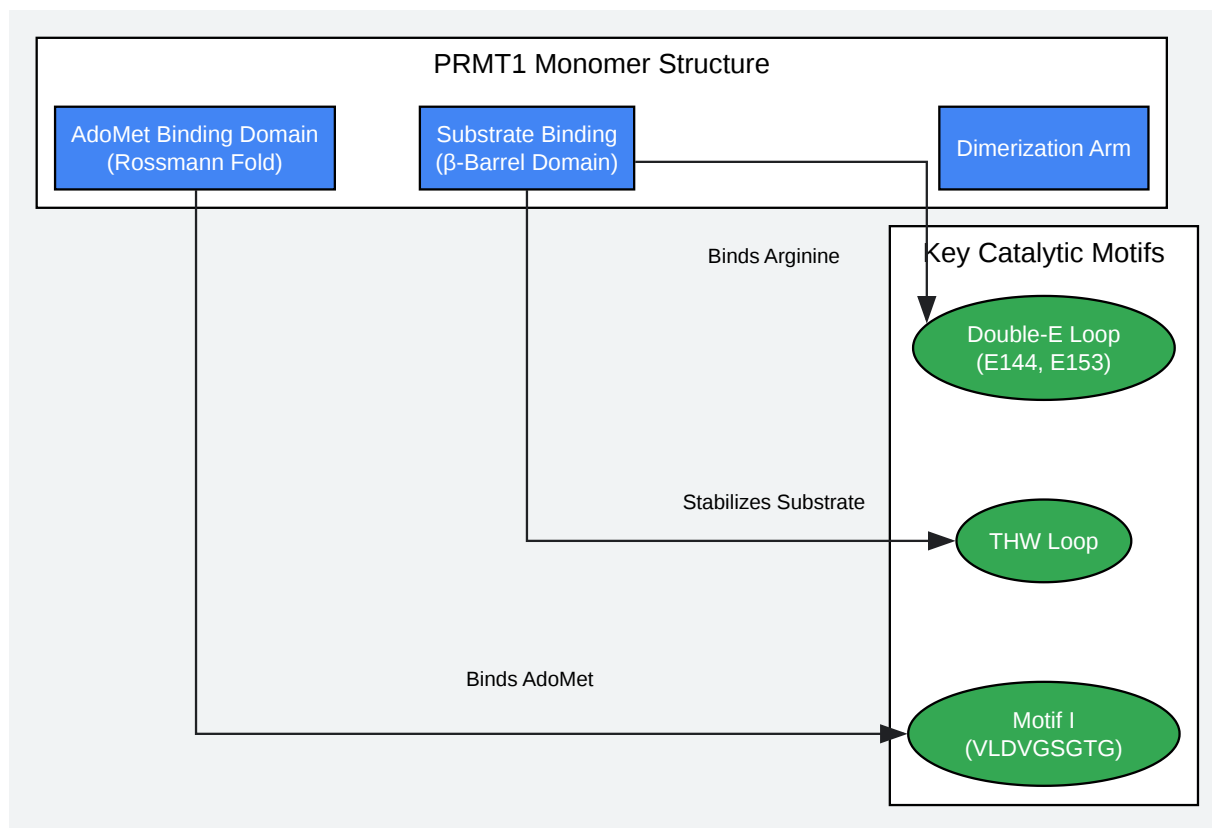 PRMT1 Monomer Structure
AdoMet Binding Domain
(Rossmann Fold)
Substrate Binding
(β-Barrel Domain)
Dimerization Arm
Key Catalytic Motifs
Binds Arginine
Double-E Loop
(E144, E153)
Stabilizes Substrate
THW Loop
Binds AdoMet
Motif I
(VLDVGSGTG)